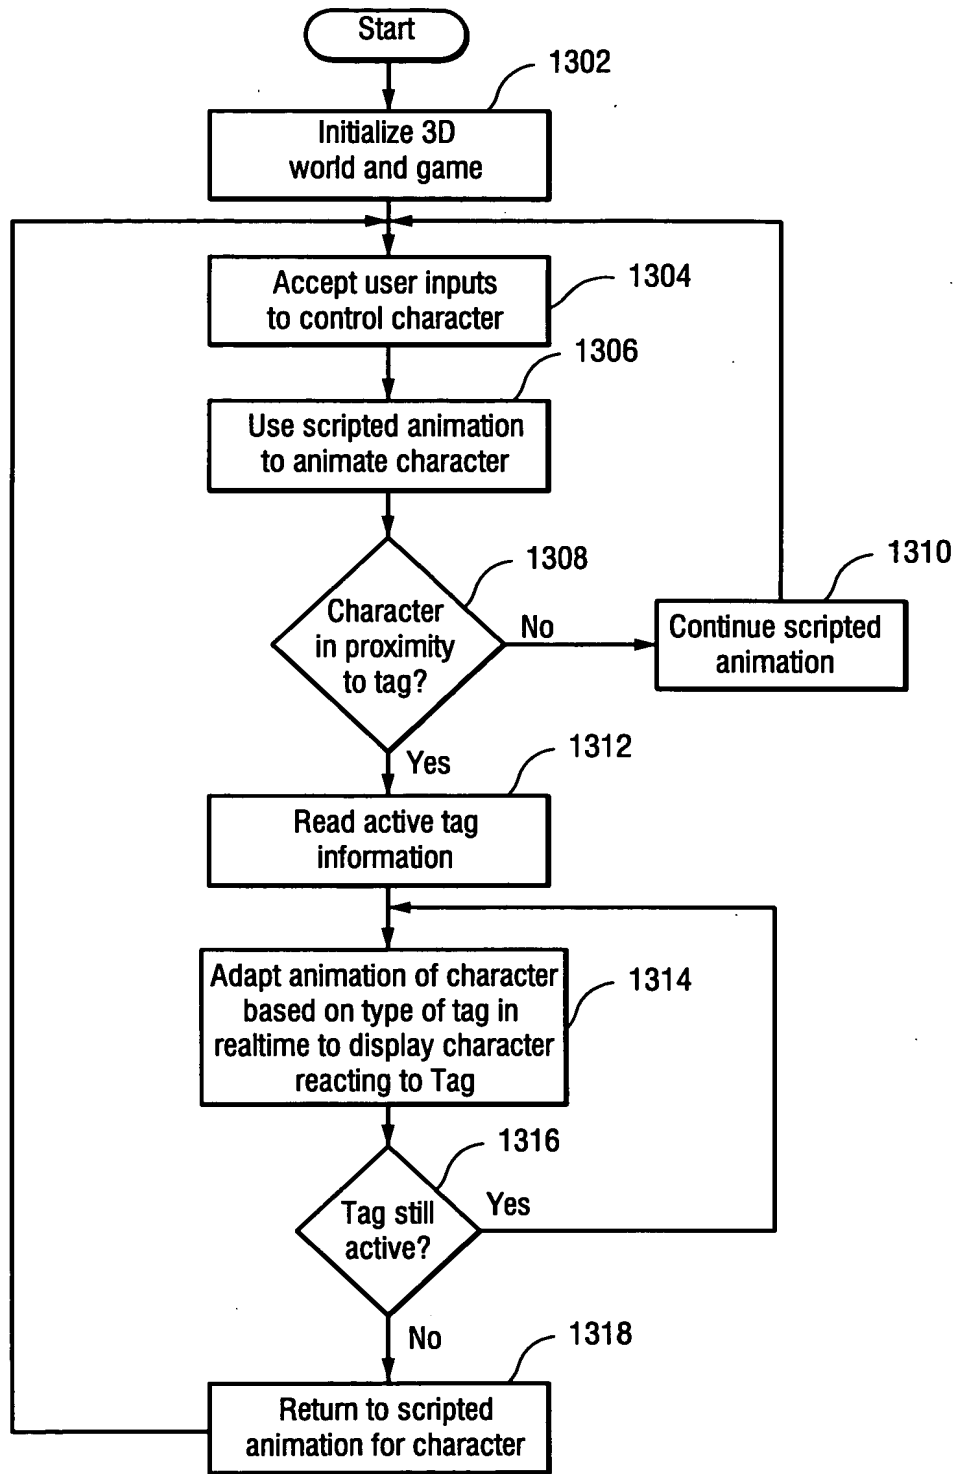 Start
1302
Initialize 3D
world and game
Accept user inputs
to control character
1304
1306
Use scripted animation
to animate character
1308
Character
in proximity
to tag?
No
1310
Continue scripted
animation
Yes
1312
Read active tag
information
Adapt animation of character
based on type of tag in
realtime to display character
reacting to Tag
1314
1316
Tag still
active?
Yes
No
1318
Return to scripted
animation for character